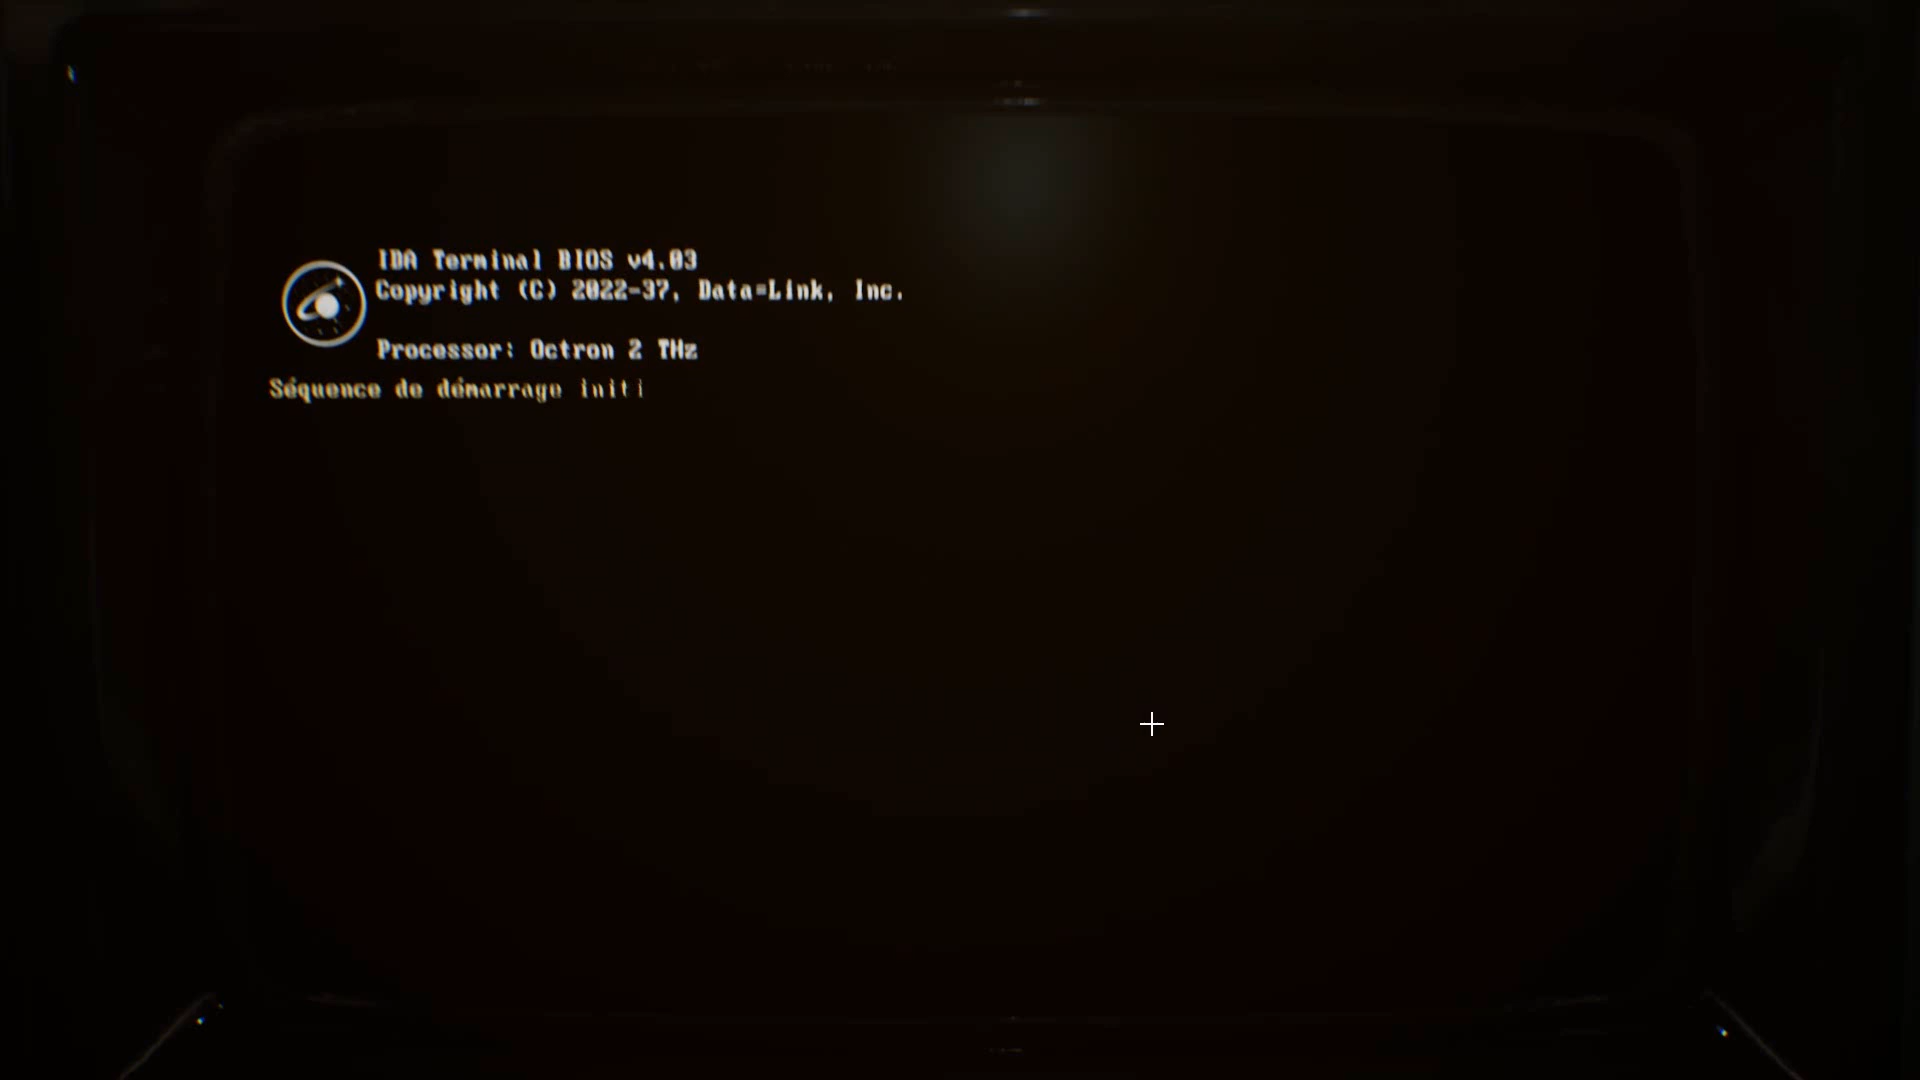 IDA Terminal BIOS v4.03
Copyright (C) 2022-37, Data=Link, Inc.
Processor: Octron 2 THz
Séquence de démarrage initi